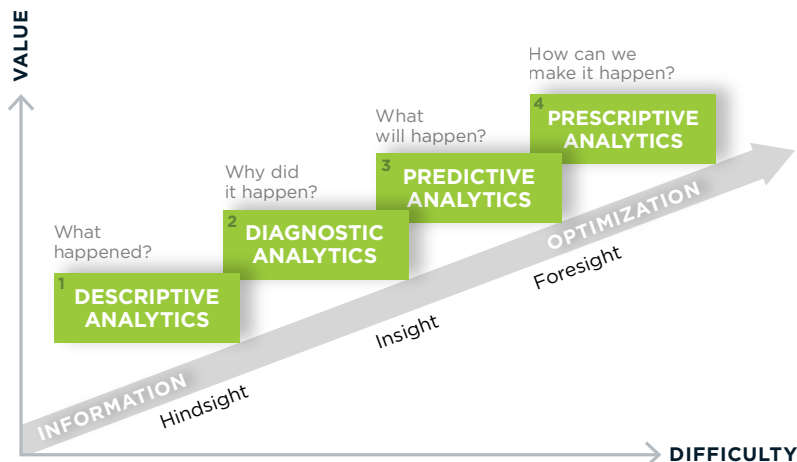 VALUE
How can we
make it happen?
4
PRESCRIPTIVE
ANALYTICS
What
will happen?
3
PREDICTIVE
ANALYTICS
Why did
it happen?
2
DIAGNOSTIC
ANALYTICS
What
happened?
1
DESCRIPTIVE
ANALYTICS
INFORMATION
OPTIMIZATION
Hindsight
Insight
Foresight
DIFFICULTY